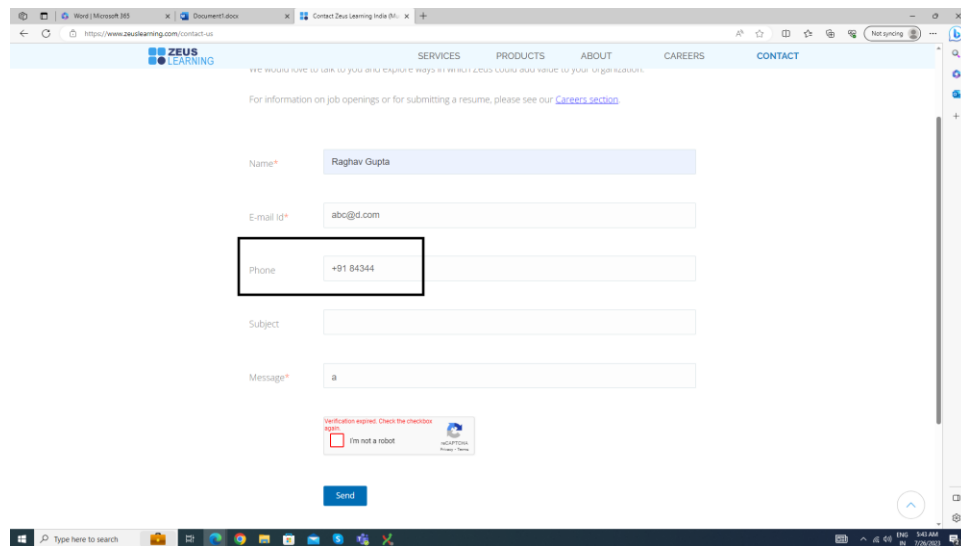 Word | Microsoft 365
Document1.docx
Contact Zeus Learning India (Mu
https://www.zeuslearning.com/contact-us
Not syncing
ZEUS
LEARNING
SERVICES PRODUCTS ABOUT CAREERS CONTACT
We would love to talk to you and explore ways in which Zeus could add value to your organization.
For information on job openings or for submitting a resume, please see our Careers section.
Name* Raghav Gupta
E-mail Id* abc@d.com
Phone +91 84344
Subject
Message* a
Verification expired. Check the checkbox again.
I'm not a robot
reCAPTCHA
Privacy - Terms
Send
Type here to search
ENG 5:43 AM
IN 7/26/2023